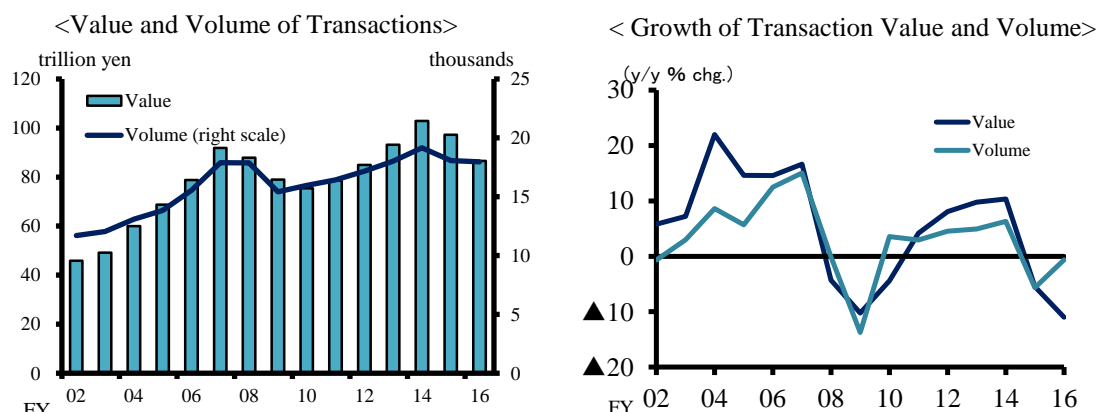 <Value and Volume of Transactions>
trillion yen
thousands
120
100
80
60
40
20
0
25
20
15
10
5
0
Value
Volume (right scale)
02 04 06 08 10 12 14 16
FY
< Growth of Transaction Value and Volume>
(y/y % chg.)
30
20
10
0
▲10
▲20
Value
Volume
02 04 06 08 10 12 14 16
FY